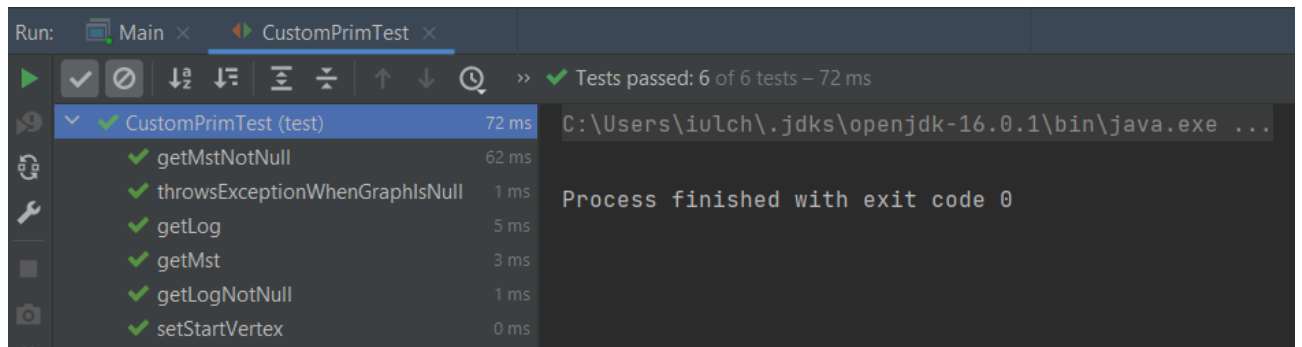 Run: Main × CustomPrimTest ×
» Tests passed: 6 of 6 tests – 72 ms
CustomPrimTest (test) 72 ms
getMstNotNull 62 ms
throwsExceptionWhenGraphIsNull 1 ms
getLog 5 ms
getMst 3 ms
getLogNotNull 1 ms
setStartVertex 0 ms
C:\Users\iulch\.jdks\openjdk-16.0.1\bin\java.exe ...
Process finished with exit code 0